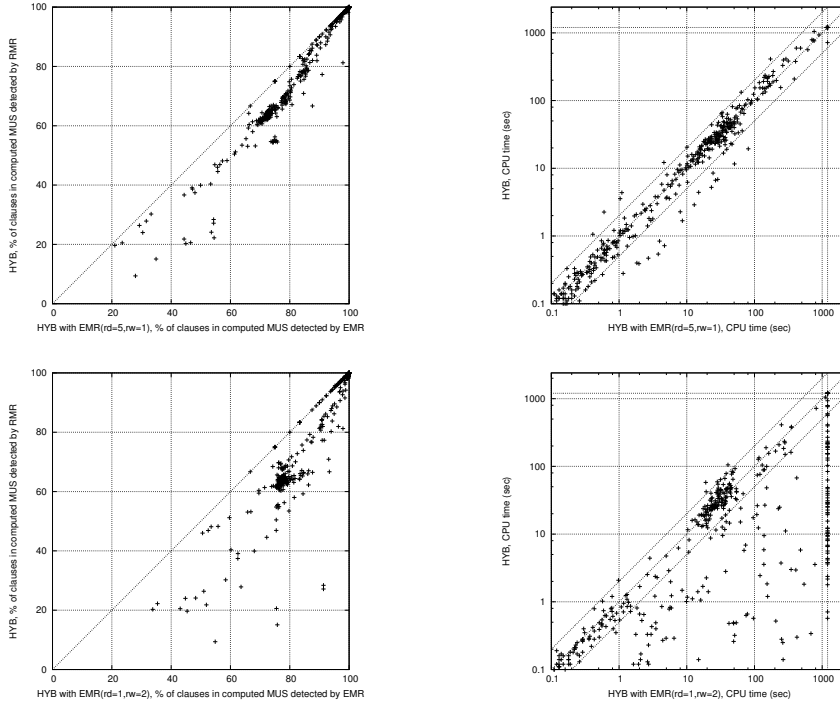 100
80
60
40
20
0
0 20 40 60 80 100
HYB, % of clauses in computed MUS detected by RMR
HYB with EMR(rd=5,rw=1), % of clauses in computed MUS detected by EMR
1000
100
10
1
0.1
0.1 1 10 100 1000
HYB, CPU time (sec)
HYB with EMR(rd=5,rw=1), CPU time (sec)
100
80
60
40
20
0
0 20 40 60 80 100
HYB, % of clauses in computed MUS detected by RMR
HYB with EMR(rd=1,rw=2), % of clauses in computed MUS detected by EMR
1000
100
10
1
0.1
0.1 1 10 100 1000
HYB, CPU time (sec)
HYB with EMR(rd=1,rw=2), CPU time (sec)